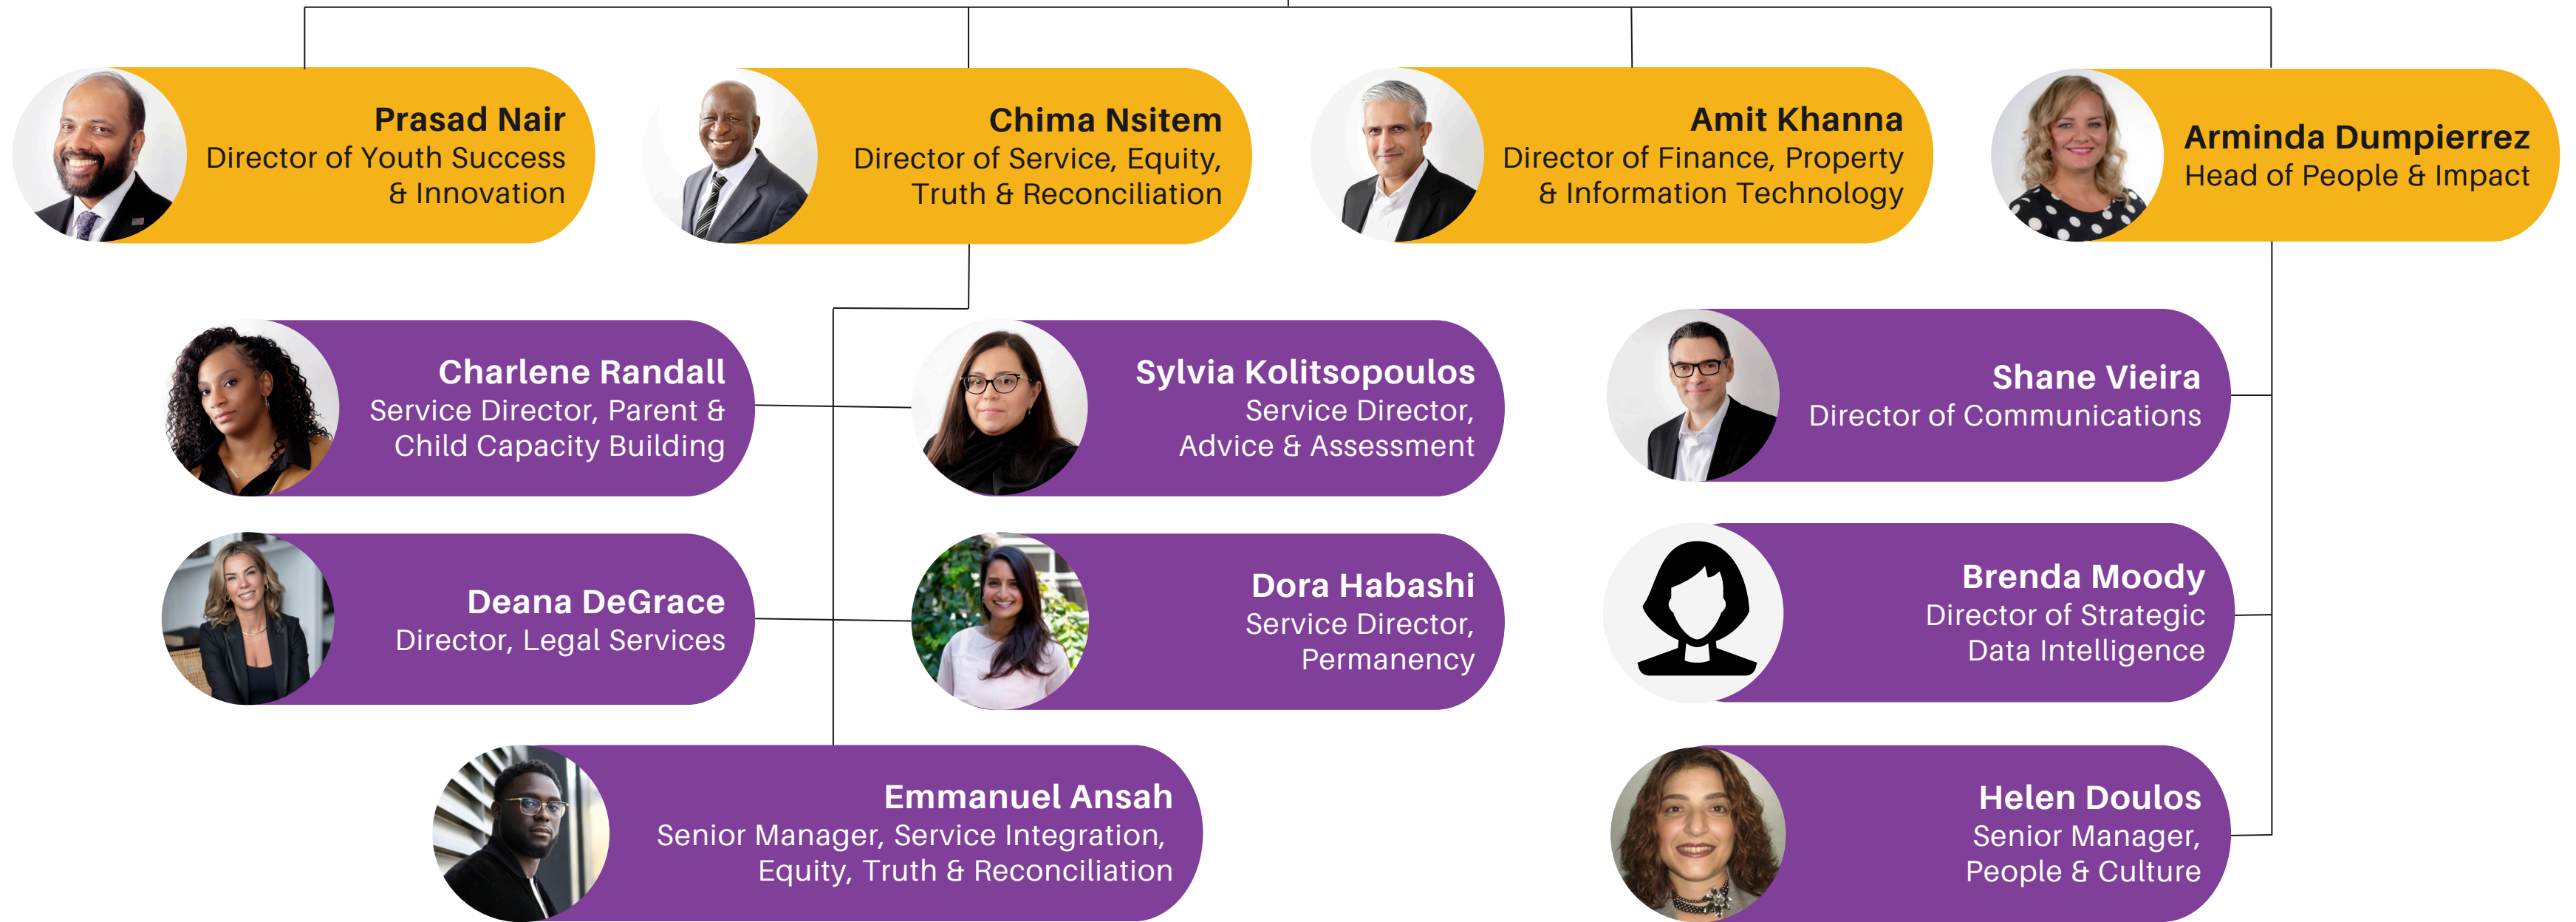 Prasad Nair
Director of Youth Success
& Innovation
Chima Nsitem
Director of Service, Equity,
Truth & Reconciliation
Amit Khanna
Director of Finance, Property
& Information Technology
Arminda Dumpierrez
Head of People & Impact
Charlene Randall
Service Director, Parent &
Child Capacity Building
Sylvia Kolitsopoulos
Service Director,
Advice & Assessment
Shane Vieira
Director of Communications
Deana DeGrace
Director, Legal Services
Dora Habashi
Service Director,
Permanency
Brenda Moody
Director of Strategic
Data Intelligence
Emmanuel Ansah
Senior Manager, Service Integration,
Equity, Truth & Reconciliation
Helen Doulos
Senior Manager,
People & Culture